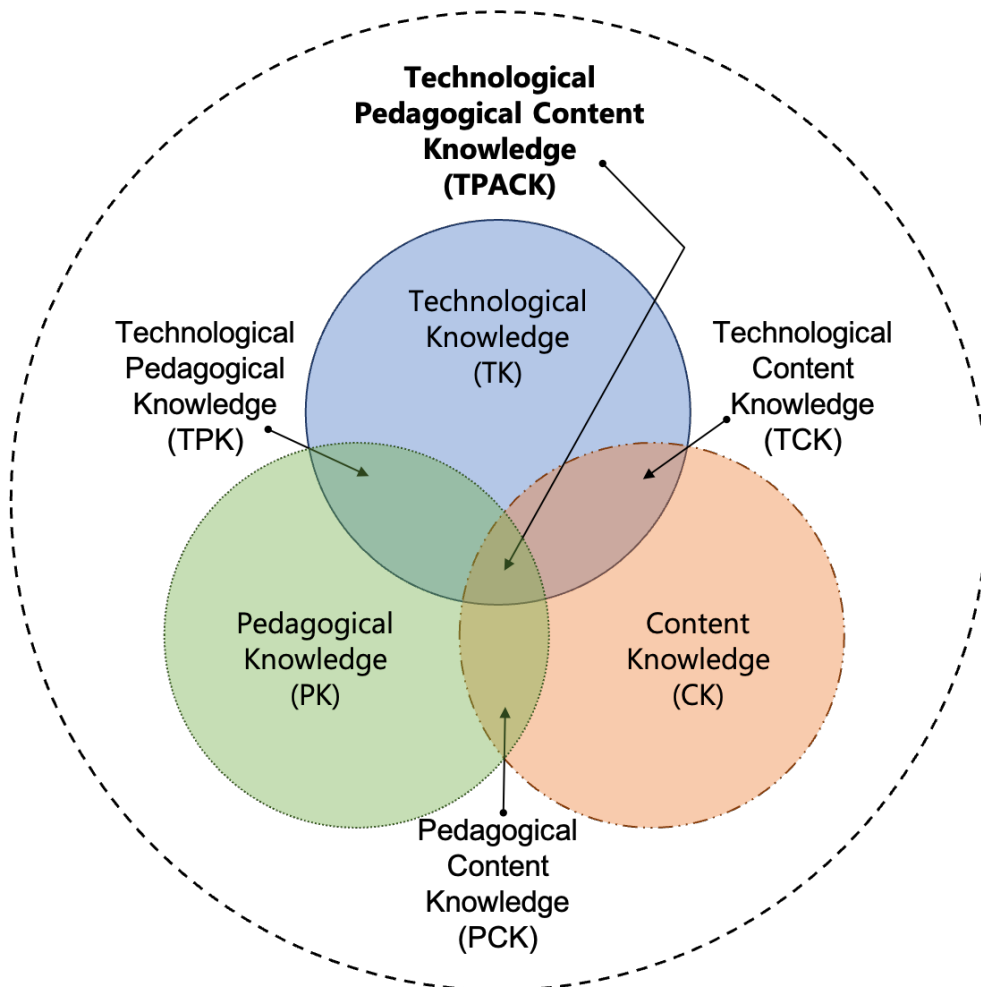 Technological
Pedagogical Content
Knowledge
(TPACK)
Technological
Knowledge
(TK)
Technological
Pedagogical
Knowledge
(TPK)
Technological
Content
Knowledge
(TCK)
Pedagogical
Knowledge
(PK)
Content
Knowledge
(CK)
Pedagogical
Content
Knowledge
(PCK)